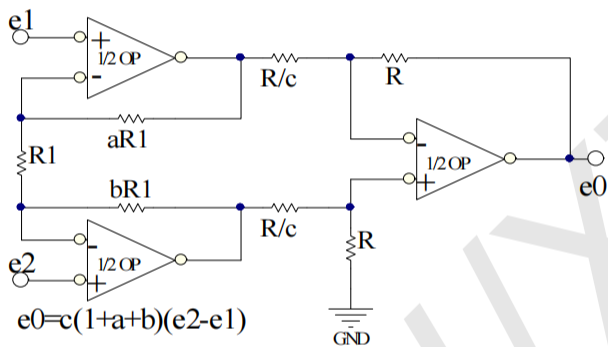 e1
+
1/2 OP
-
R/c
R
aR1
R1
-
1/2 OP
+
e0
bR1
R/c
-
1/2 OP
+
e2
R
e0=c(1+a+b)(e2-e1)
GND